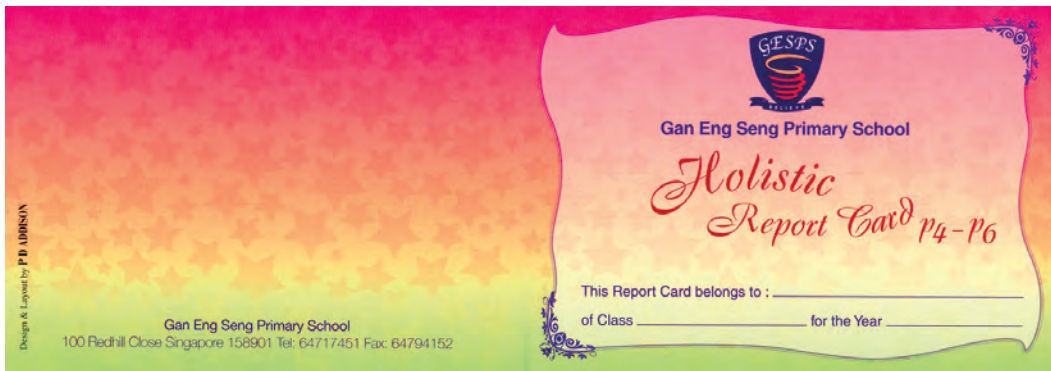 Design & Layout by P D ADDISON
Gan Eng Seng Primary School
100 Redhill Close Singapore 158901 Tel: 64717451 Fax: 64794152
GESPS
BELIEVE
Gan Eng Seng Primary School
Holistic
Report Card P4-P6
This Report Card belongs to :
of Class for the Year